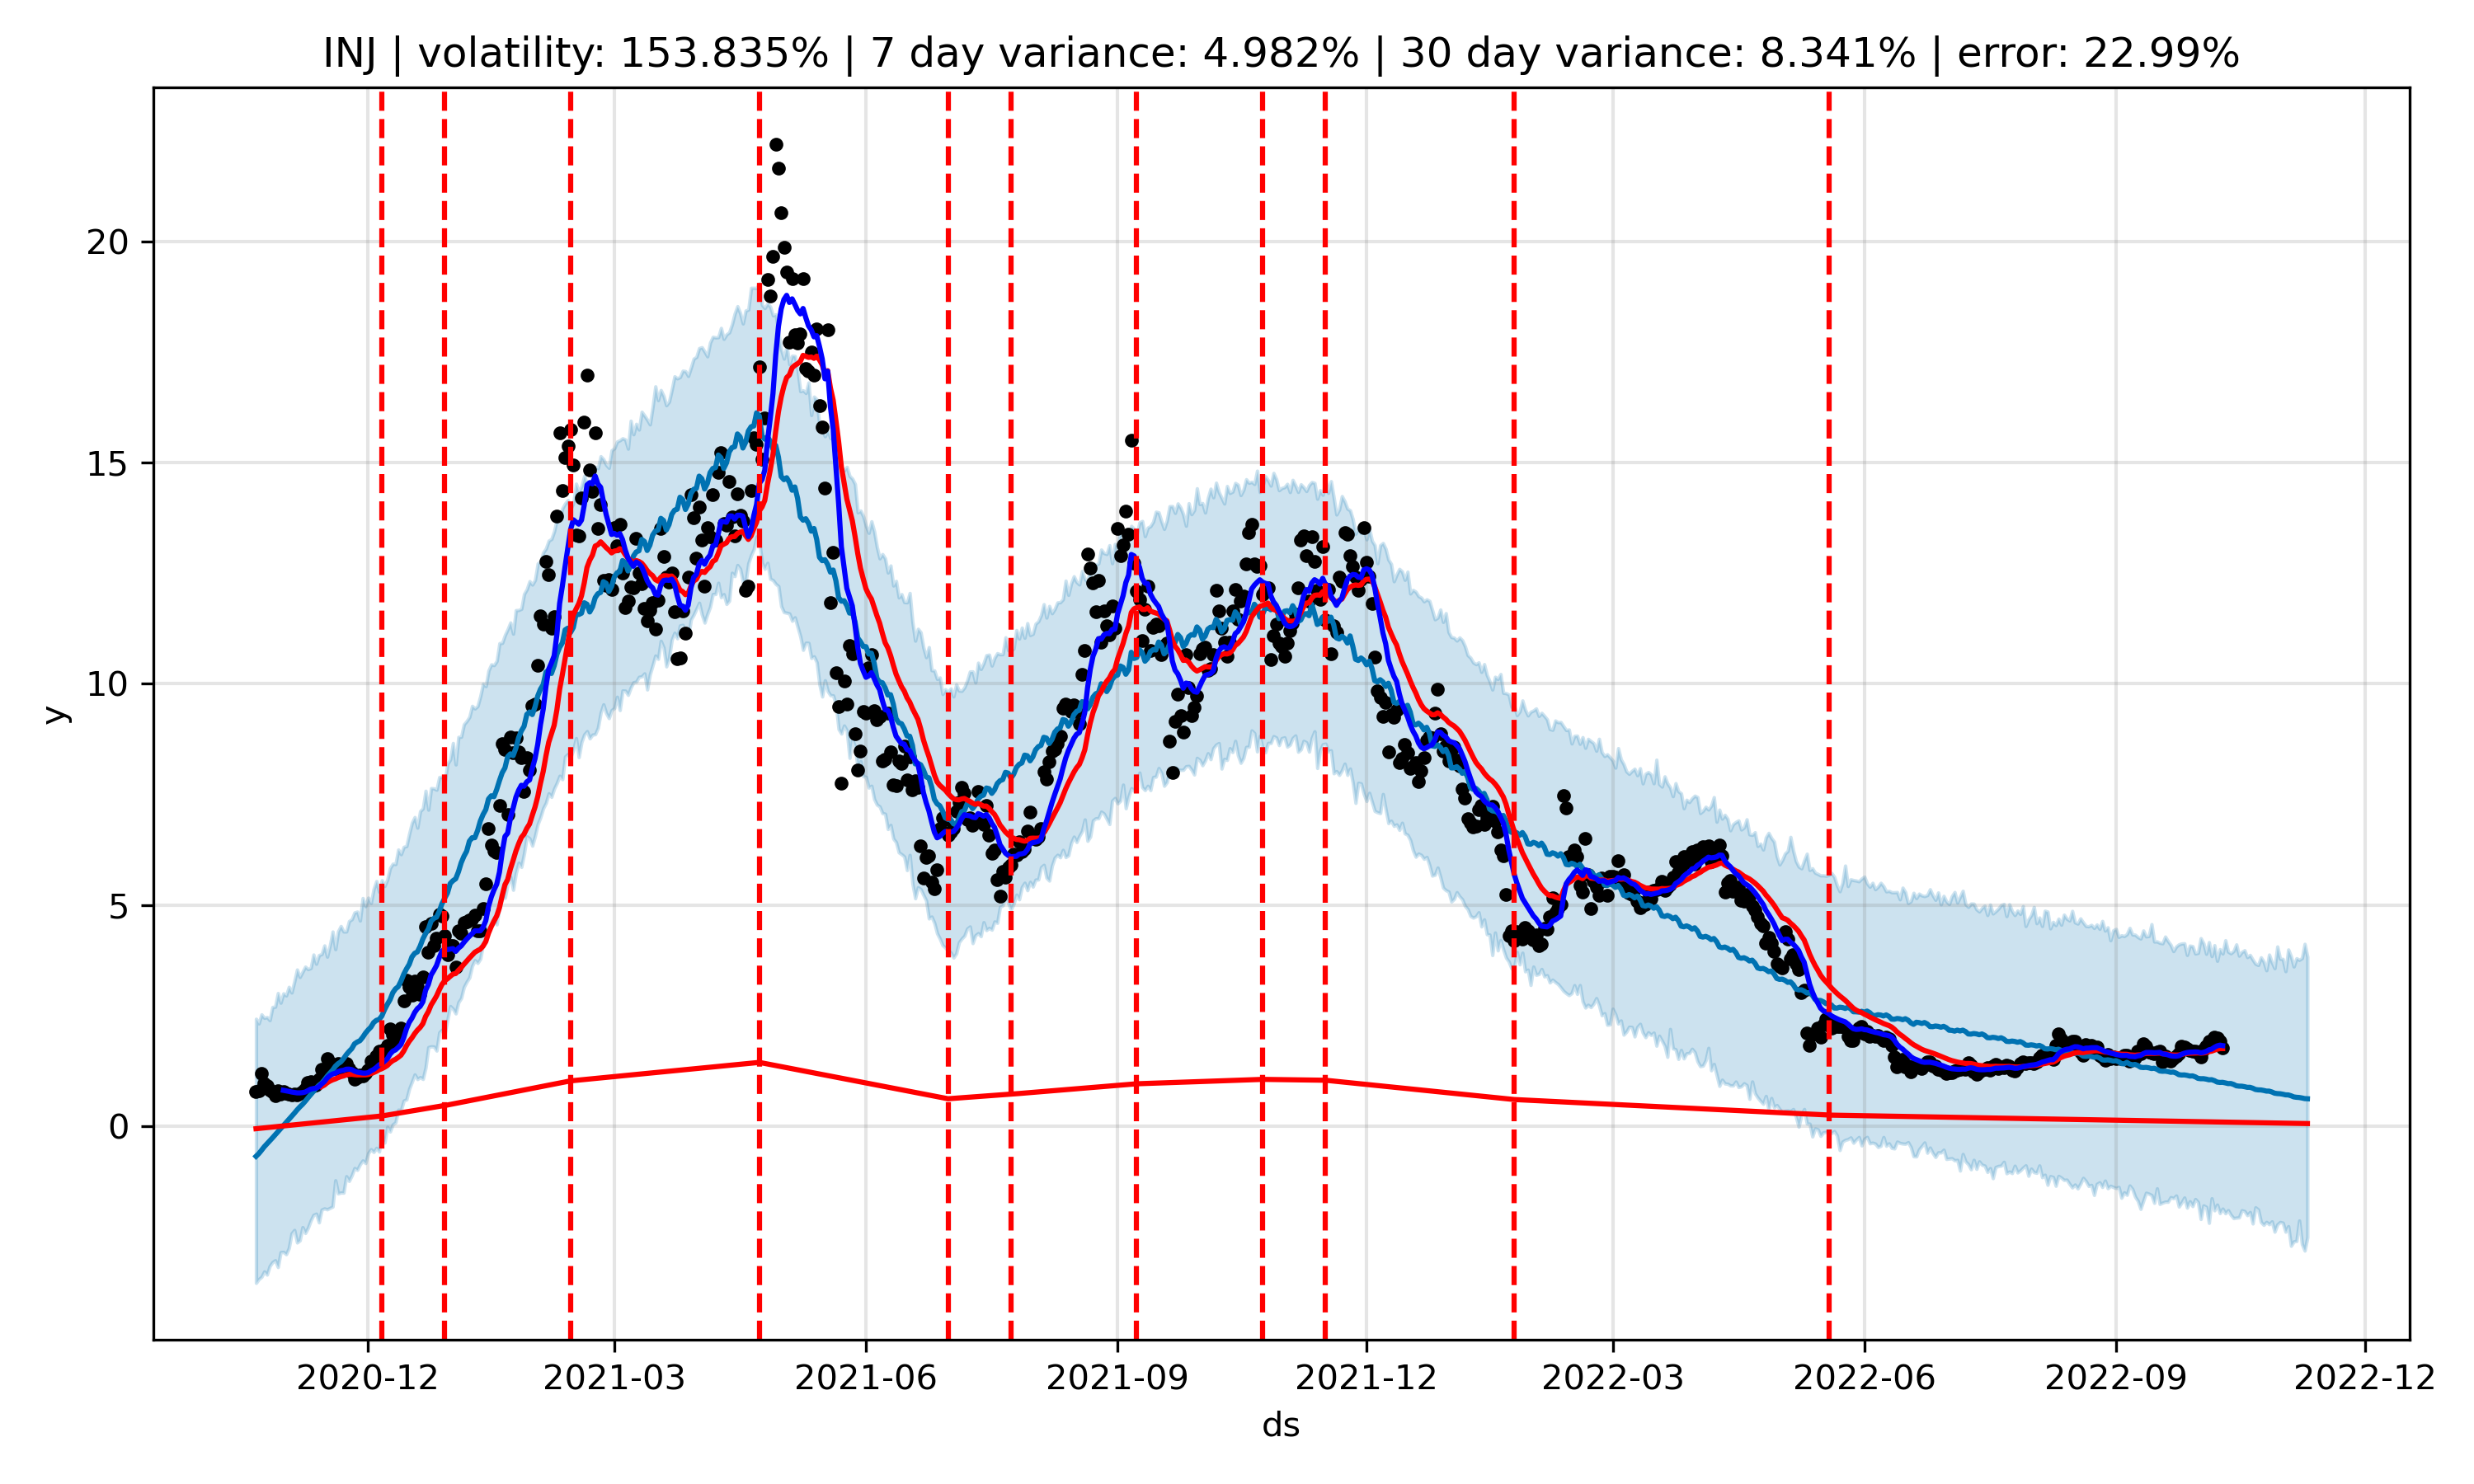 INJ | volatility: 153.835% | 7 day variance: 4.982% | 30 day variance: 8.341% | error: 22.99%
20
15
10
5
0
y
2020-12 2021-03 2021-06 2021-09 2021-12 2022-03 2022-06 2022-09 2022-12
ds